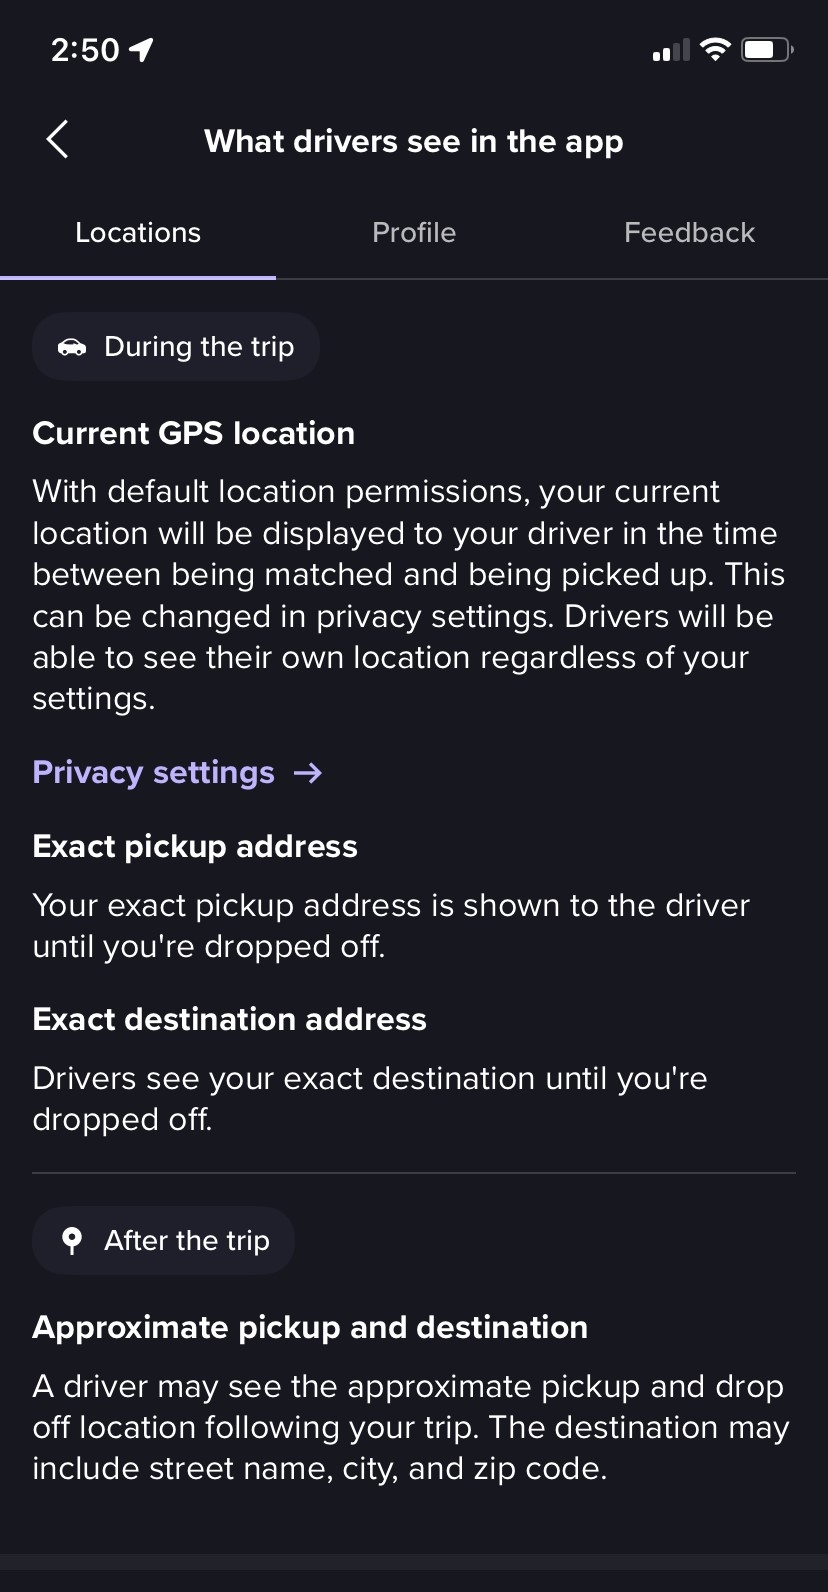 2:50
What drivers see in the app
Locations Profile Feedback
During the trip
Current GPS location
With default location permissions, your current
location will be displayed to your driver in the time
between being matched and being picked up. This
can be changed in privacy settings. Drivers will be
able to see their own location regardless of your
settings.
Privacy settings →
Exact pickup address
Your exact pickup address is shown to the driver
until you're dropped off.
Exact destination address
Drivers see your exact destination until you're
dropped off.
After the trip
Approximate pickup and destination
A driver may see the approximate pickup and drop
off location following your trip. The destination may
include street name, city, and zip code.